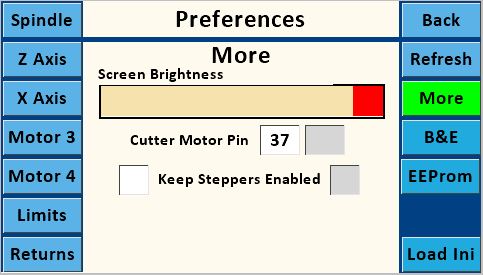 Spindle
Preferences
Back
Z Axis
More
Refresh
Screen Brightness
X Axis
More
Motor 3
Cutter Motor Pin 37
B&E
Motor 4
Keep Steppers Enabled
EEProm
Limits
Returns
Load Ini